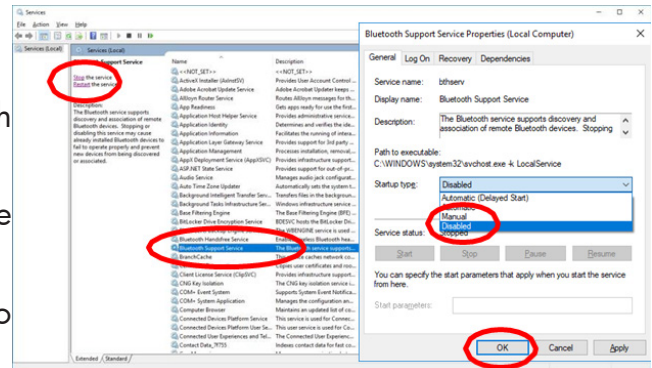 Services
File Action View Help
Services (Local)
Services (Local)
Bluetooth Support Service
Stop the service
Restart the service
Description:
The Bluetooth service supports
discovery and association of remote
Bluetooth devices. Stopping or
disabling this service may cause
already installed Bluetooth devices to
fail to operate properly and prevent
new devices from being discovered
or associated.
Name Description
<<NOT_SET>> <<NOT_SET>>
ActiveX Installer (AxInstSV) Provides User Account Control ...
Adobe Acrobat Update Service Adobe Acrobat Updater keeps ...
AllJoyn Router Service Routes AllJoyn messages for th...
App Readiness Gets apps ready for use the first...
Application Host Helper Service Provides administrative service...
Application Identity Determines and verifies the ide...
Application Information Facilitates the running of intera...
Application Layer Gateway Service Provides support for 3rd party ...
Application Management Processes installation, removal,...
AppX Deployment Service (AppXSVC) Provides infrastructure support...
ASP.NET State Service Provides support for out-of-pr...
Audio Service Manages audio jack configurat...
Auto Time Zone Updater Automatically sets the system t...
Background Intelligent Transfer Serv... Transfers files in the backgroun...
Background Tasks Infrastructure Ser... Windows infrastructure service ...
Base Filtering Engine The Base Filtering Engine (BFE) ...
BitLocker Drive Encryption Service BDESVC hosts the BitLocker Driv...
The WBENGINE service is used ...
Bluetooth Handsfree Service Enables wireless Bluetooth hea...
Bluetooth Support Service The Bluetooth service supports...
BranchCache This service caches network co...
Copies user certificates and roo...
Client License Service (ClipSVC) Provides infrastructure support...
CNG Key Isolation The CNG key isolation service i...
COM+ Event System Supports System Event Notifica...
COM+ System Application Manages the configuration an...
Computer Browser Maintains an updated list of co...
Connected Devices Platform Service This service is used for Connec...
Connected Devices Platform User Se... This user service is used for Co...
Connected User Experiences and Tel... The Connected User Experienc...
Contact Data_7f755 Indexes contact data for fast co...
Extended Standard
Bluetooth Support Service Properties (Local Computer)
General Log On Recovery Dependencies
Service name: bthserv
Display name: Bluetooth Support Service
Description: The Bluetooth service supports discovery and
association of remote Bluetooth devices. Stopping
Path to executable:
C:\WINDOWS\system32\svchost.exe -k LocalService
Startup type: Disabled
Automatic (Delayed Start)
Automatic
Manual
Disabled
Service status: Stopped
Start Stop Pause Resume
You can specify the start parameters that apply when you start the service
from here.
Start parameters:
OK Cancel Apply